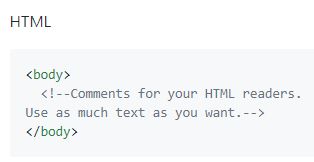 HTML
<body>
<!--Comments for your HTML readers.
Use as much text as you want.-->
</body>